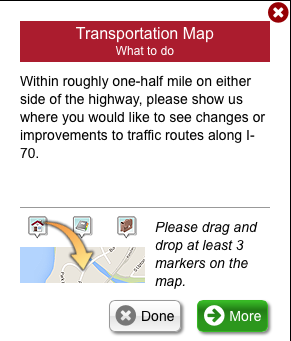 Transportation Map
What to do
Within roughly one-half mile on either
side of the highway, please show us
where you would like to see changes or
improvements to traffic routes along I-
70.
Please drag and
drop at least 3
markers on the
map.
Done
More